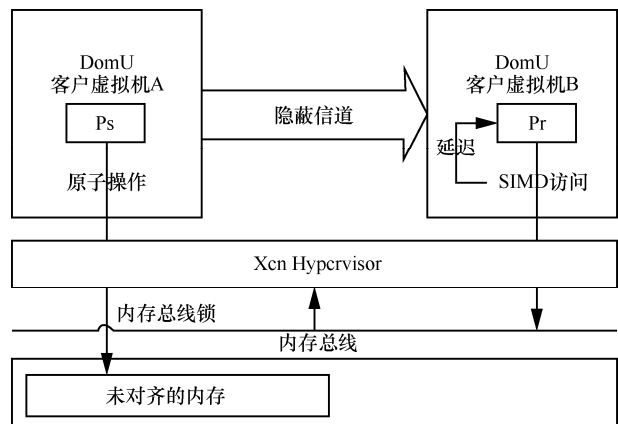 DomU
客户虚拟机A
Ps
原子操作
隐蔽信道
DomU
客户虚拟机B
Pr
延迟
SIMD访问
Xcn Hypcrvisor
内存总线锁
内存总线
未对齐的内存